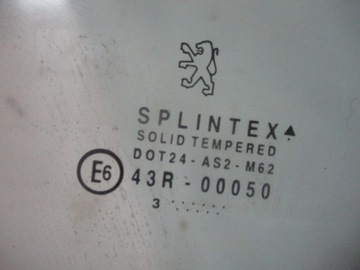 SPLINTEX
SOLID TEMPERED
DOT24-AS2-M62
E6 43R-00050
3